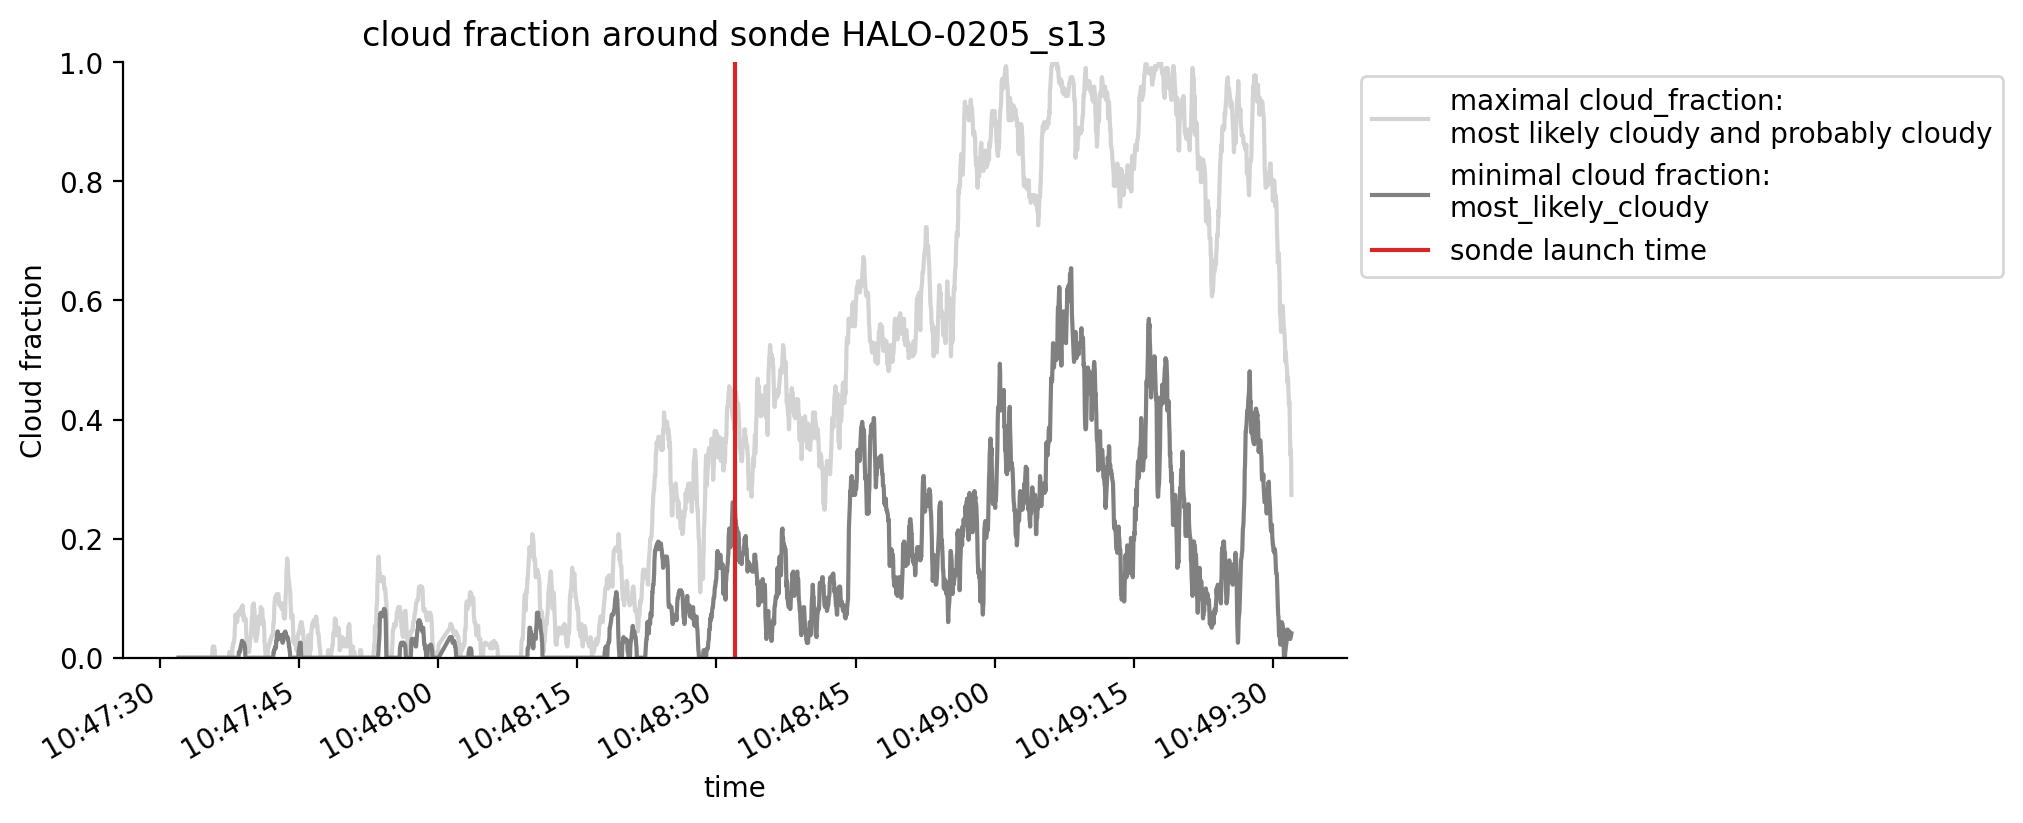 cloud fraction around sonde HALO-0205_s13
1.0
0.8
0.6
0.4
0.2
0.0
Cloud fraction
10:47:30
10:47:45
10:48:00
10:48:15
10:48:30
10:48:45
10:49:00
10:49:15
10:49:30
time
maximal cloud_fraction:
most likely cloudy and probably cloudy
minimal cloud fraction:
most_likely_cloudy
sonde launch time